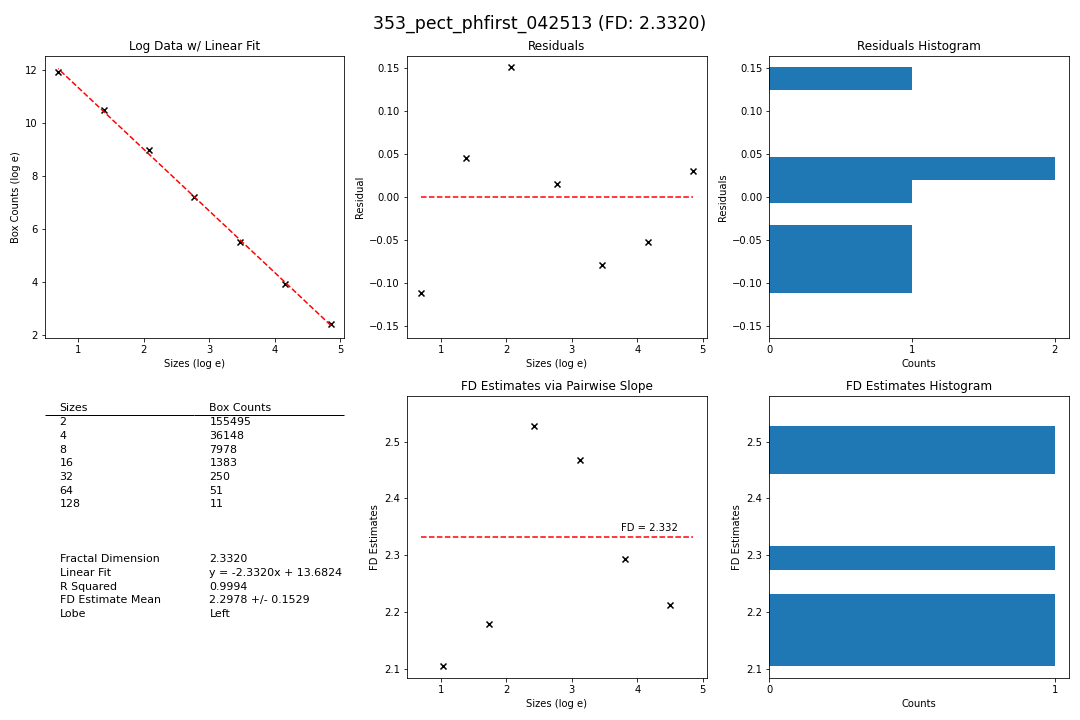 353_pect_phfirst_042513 (FD: 2.3320)
Log Data w/ Linear Fit
12
10
8
6
4
2
1 2 3 4 5
Box Counts (log e)
Sizes (log e)
Residuals
0.15
0.10
0.05
0.00
−0.05
−0.10
−0.15
1 2 3 4 5
Residual
Sizes (log e)
Residuals Histogram
0.15
0.10
0.05
0.00
−0.05
−0.10
−0.15
0 1 2
Residuals
Counts
Sizes Box Counts
2 155495
4 36148
8 7978
16 1383
32 250
64 51
128 11
Fractal Dimension 2.3320
Linear Fit y = -2.3320x + 13.6824
R Squared 0.9994
FD Estimate Mean 2.2978 +/- 0.1529
Lobe Left
FD Estimates via Pairwise Slope
2.5
2.4
2.3
2.2
2.1
FD = 2.332
1 2 3 4 5
FD Estimates
Sizes (log e)
FD Estimates Histogram
2.5
2.4
2.3
2.2
2.1
0 1
FD Estimates
Counts